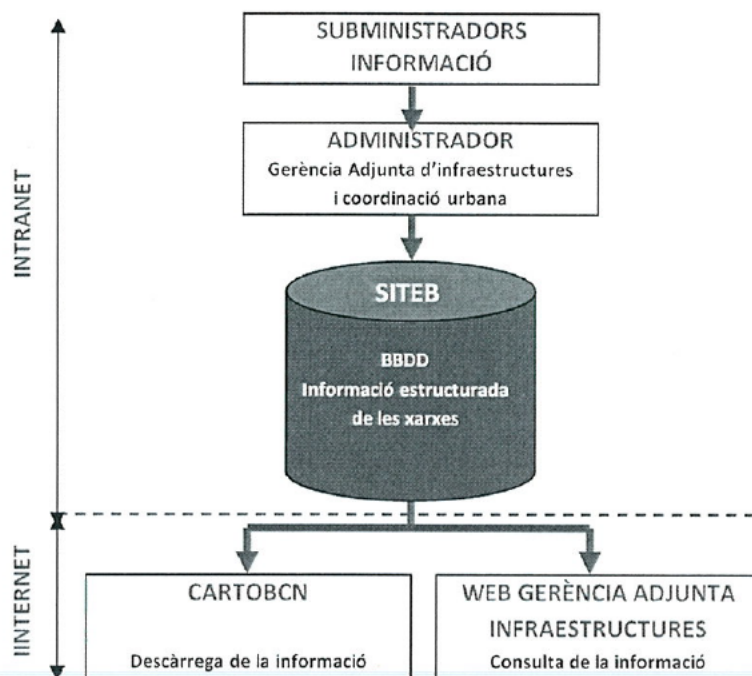 SUBMINISTRADORS
INFORMACIÓ
ADMINISTRADOR
Gerència Adjunta d'infraestructures
i coordinació urbana
INTRANET
SITEB
BBDD
Informació estructurada
de les xarxes
IINTERNET
CARTOBCN
Descàrrega de la informació
WEB GERÈNCIA ADJUNTA
INFRAESTRUCTURES
Consulta de la informació